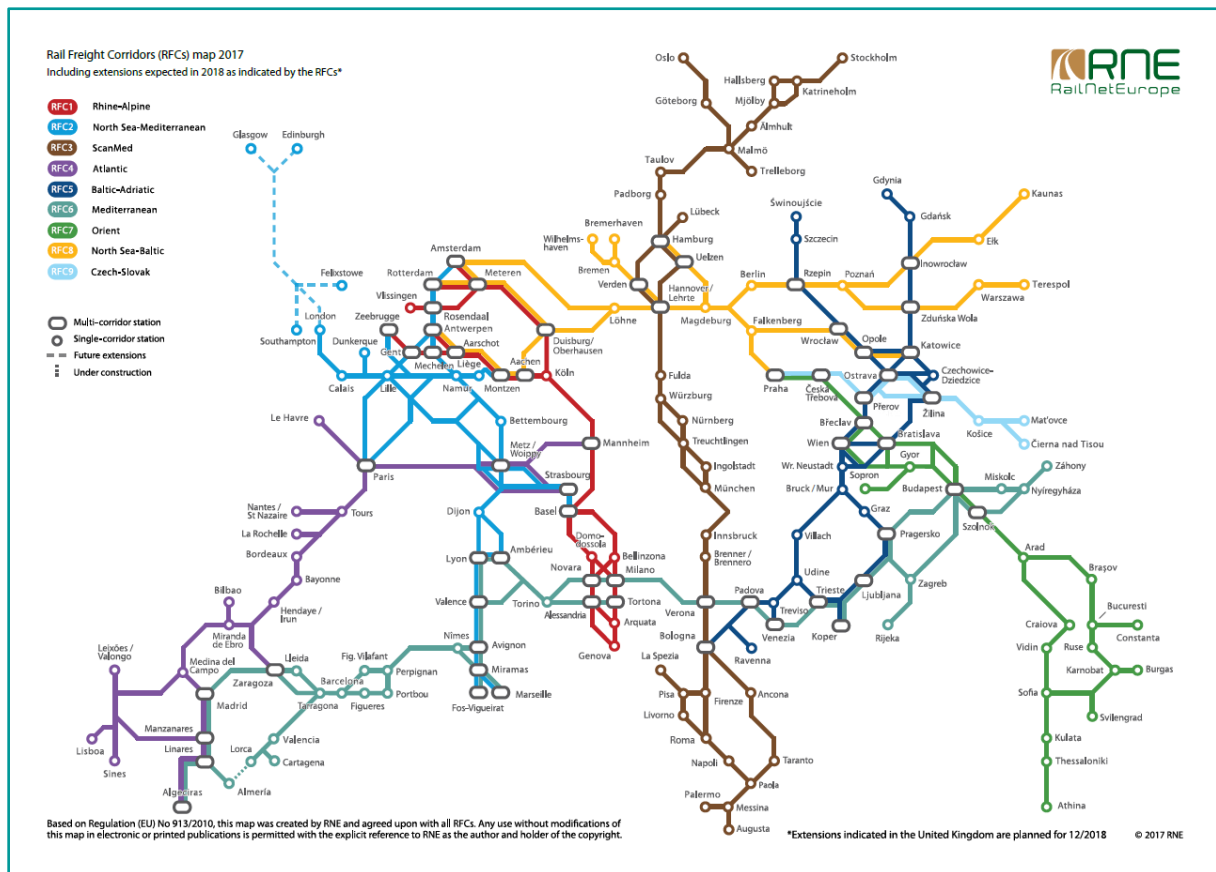 Rail Freight Corridors (RFCs) map 2017
Including extensions expected in 2018 as indicated by the RFCs*
RNE
RailNetEurope
RFC1 Rhine-Alpine
RFC2 North Sea-Mediterranean
RFC3 ScanMed
RFC4 Atlantic
RFC5 Baltic-Adriatic
RFC6 Mediterranean
RFC7 Orient
RFC8 North Sea-Baltic
RFC9 Czech-Slovak
Multi-corridor station
Single-corridor station
Future extensions
Under construction
Oslo
Stockholm
Hallsberg
Katrineholm
Göteborg
Mjölby
Älmhult
Malmö
Trelleborg
Taulov
Padborg
Lübeck
Glasgow
Edinburgh
Felixstowe
London
Southampton
Dunkerque
Calais
Lille
Zeebrugge
Gent
Mechelen
Amsterdam
Rotterdam
Meteren
Vlissingen
Rosendaal
Antwerpen
Aarschot
Liège
Aachen
Namur
Montzen
Köln
Duisburg/
Oberhausen
Löhne
Wilhelms-
haven
Bremerhaven
Bremen
Verden
Hamburg
Uelzen
Hannover/
Lehrte
Magdeburg
Berlin
Falkenberg
Świnoujście
Szczecin
Rzepin
Poznań
Gdynia
Gdańsk
Inowrocław
Kaunas
Ełk
Terespol
Warszawa
Zduńska Wola
Wrocław
Opole
Katowice
Czechowice-
Dziedzice
Praha
Česká
Třebova
Ostrava
Přerov
Žilina
Košice
Mat'ovce
Čierna nad Tisou
Břeclav
Wien
Bratislava
Wr. Neustadt
Sopron
Gyor
Budapest
Miskolc
Záhony
Nyíregyháza
Szolnok
Bruck / Mur
Graz
Pragersko
Villach
Udine
Trieste
Ljubljana
Zagreb
Rijeka
Koper
Venezia
Treviso
Padova
Verona
Bologna
Ravenna
Fulda
Würzburg
Nürnberg
Treuchtlingen
Ingolstadt
München
Innsbruck
Brenner /
Brennero
Le Havre
Paris
Bettembourg
Metz /
Woippy
Strasbourg
Mannheim
Basel
Dijon
Lyon
Ambérieu
Valence
Torino
Domo-
dossola
Bellinzona
Novara
Milano
Alessandria
Tortona
Arquata
Genova
Nantes /
St Nazaire
Tours
La Rochelle
Bordeaux
Bayonne
Hendaye /
Irun
Bilbao
Miranda
de Ebro
Leixões /
Valongo
Medina del
Campo
Zaragoza
Madrid
Lleida
Tarragona
Barcelona
Fig. Vilafant
Figueres
Perpignan
Portbou
Nîmes
Avignon
Miramas
Marseille
Fos-Vigueirat
Manzanares
Linares
Lisboa
Sines
Algeciras
Almería
Lorca
Valencia
Cartagena
La Spezia
Pisa
Livorno
Firenze
Ancona
Roma
Napoli
Taranto
Paola
Palermo
Messina
Augusta
Arad
Braşov
Craiova
Bucuresti
Constanta
Vidin
Ruse
Karnobat
Burgas
Sofia
Svilengrad
Kulata
Thessaloniki
Athina
Based on Regulation (EU) No 913/2010, this map was created by RNE and agreed upon with all RFCs. Any use without modifications of
this map in electronic or printed publications is permitted with the explicit reference to RNE as the author and holder of the copyright.
*Extensions indicated in the United Kingdom are planned for 12/2018
© 2017 RNE